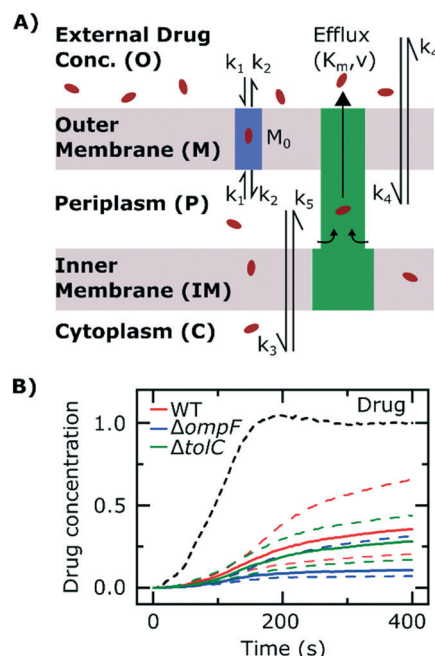 A)
External Drug
Conc. (O)
k1 k2
Efflux
(Km,v)
k4
Outer
Membrane (M)
M0
k1 k2
Periplasm (P)
k5
k4
Inner
Membrane (IM)
Cytoplasm (C)
k3
B)
WT
ΔompF
ΔtolC
Drug
1.0
0.5
0.0
Drug concentration
0 200 400
Time (s)